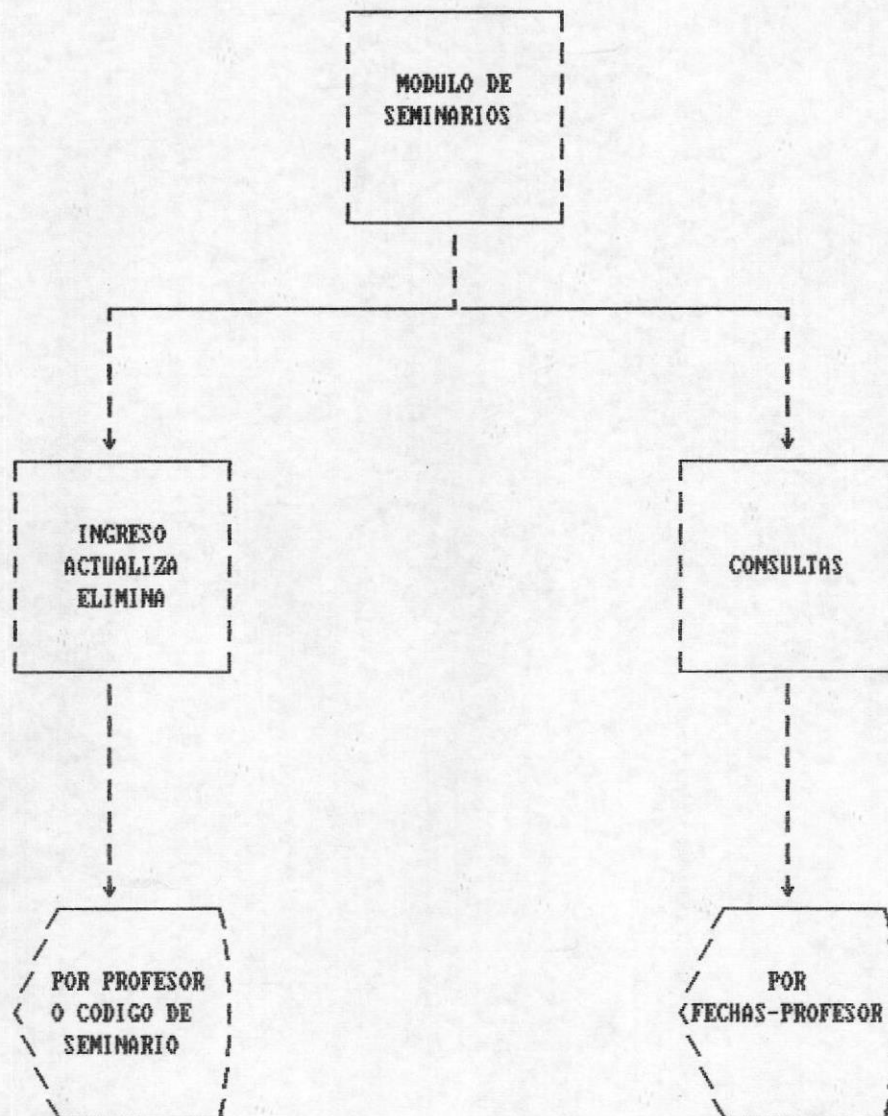 MODULO DE
SEMINARIOS
INGRESO
ACTUALIZA
ELIMINA
CONSULTAS
POR PROFESOR
O CODIGO DE
SEMINARIO
POR
FECHAS-PROFESOR